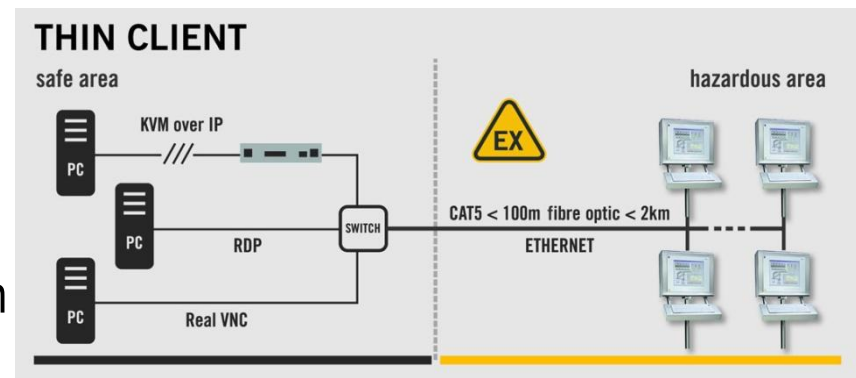 THIN CLIENT
safe area
hazardous area
KVM over IP
PC
EX
PC
RDP
SWITCH
CAT5 < 100m fibre optic < 2km
ETHERNET
PC
Real VNC
n